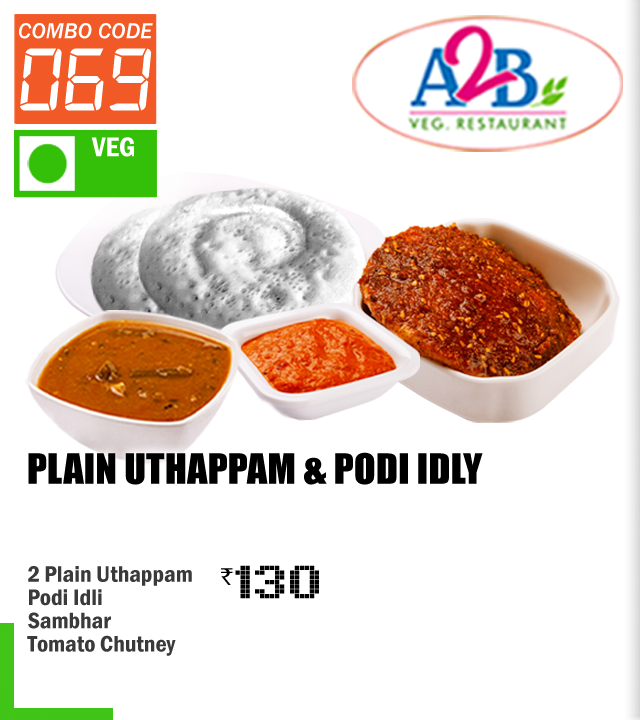 COMBO CODE
069
VEG
A2B
VEG. RESTAURANT
PLAIN UTHAPPAM & PODI IDLY
2 Plain Uthappam ₹130
Podi Idli
Sambhar
Tomato Chutney